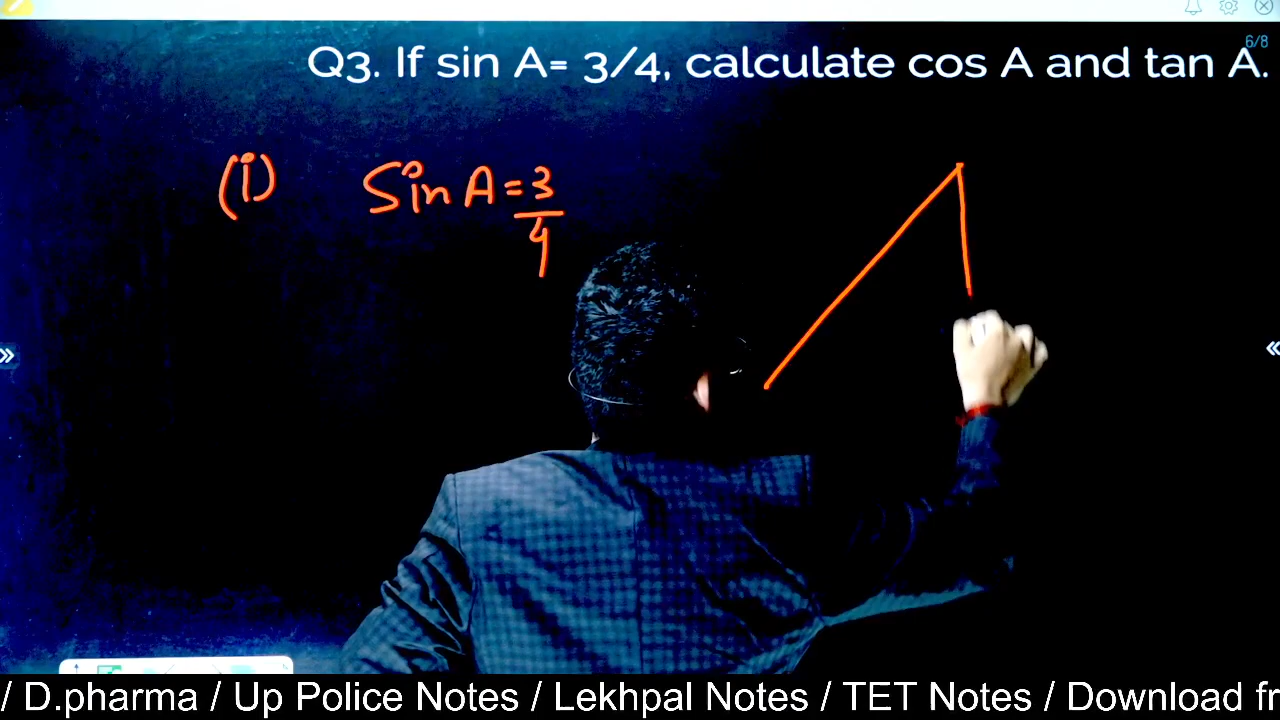 6/8
Q3. If sin A= 3/4, calculate cos A and tan A.
(i) Sin A = 3
4
/ D.pharma / Up Police Notes / Lekhpal Notes / TET Notes / Download fr